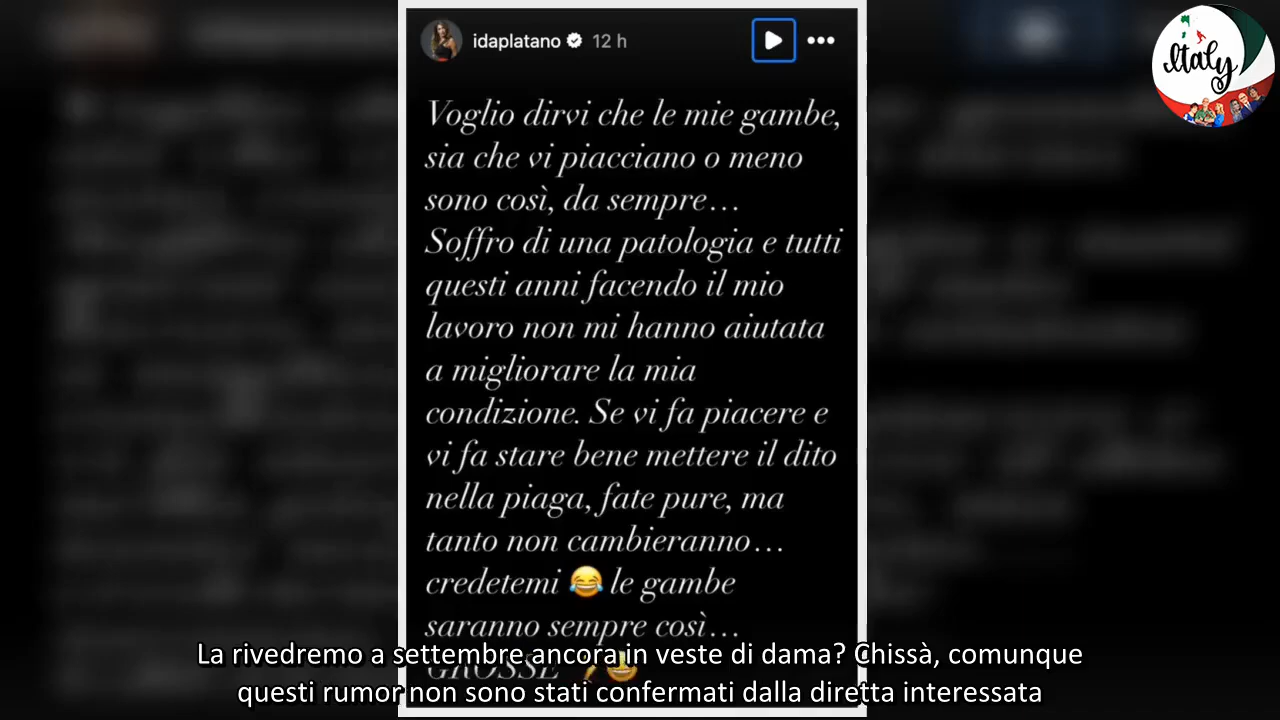 idaplatano 12 h
Italy
Voglio dirvi che le mie gambe,
sia che vi piacciano o meno
sono così, da sempre…
Soffro di una patologia e tutti
questi anni facendo il mio
lavoro non mi hanno aiutata
a migliorare la mia
condizione. Se vi fa piacere e
vi fa stare bene mettere il dito
nella piaga, fate pure, ma
tanto non cambieranno…
credetemi 😂 le gambe
saranno sempre così…
GROSSE
La rivedremo a settembre ancora in veste di dama? Chissà, comunque
questi rumor non sono stati confermati dalla diretta interessata